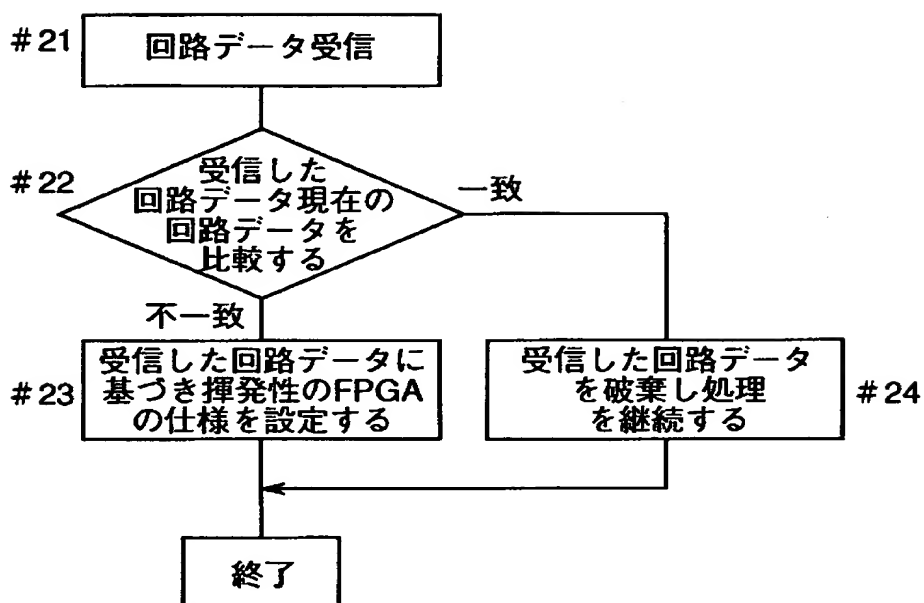 #21
回路データ受信
#22
受信した
回路データ現在の
回路データを
比較する
一致
不一致
#23
受信した回路データに
基づき揮発性のFPGA
の仕様を設定する
受信した回路データ
を破棄し処理
を継続する
#24
終了